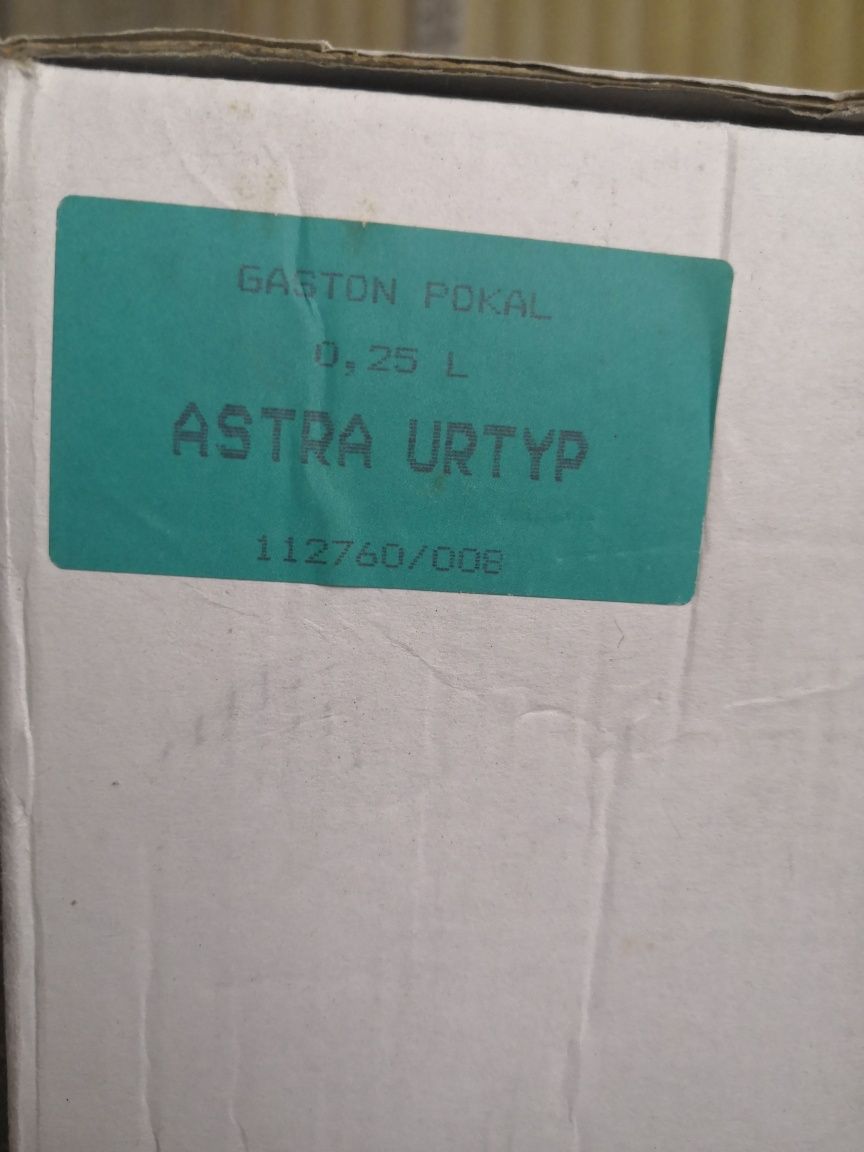 GASTON POKAL
0,25 L
ASTRA URTYP
112760/008